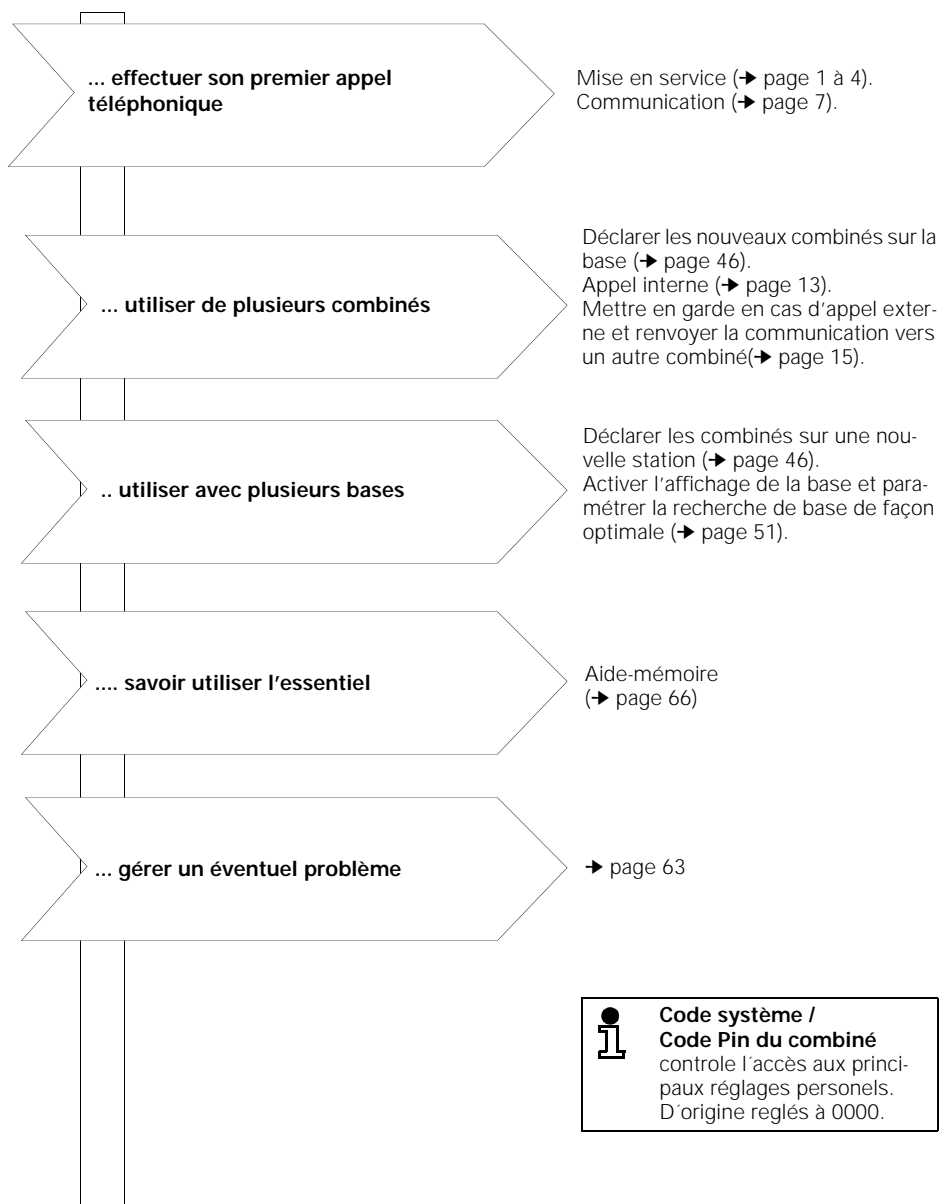 ... effectuer son premier appel
téléphonique
Mise en service (➔ page 1 à 4).
Communication (➔ page 7).
... utiliser de plusieurs combinés
Déclarer les nouveaux combinés sur la
base (➔ page 46).
Appel interne (➔ page 13).
Mettre en garde en cas d'appel exter-
ne et renvoyer la communication vers
un autre combiné(➔ page 15).
.. utiliser avec plusieurs bases
Déclarer les combinés sur une nou-
velle station (➔ page 46).
Activer l'affichage de la base et para-
métrer la recherche de base de façon
optimale (➔ page 51).
.... savoir utiliser l'essentiel
Aide-mémoire
(➔ page 66)
... gérer un éventuel problème
➔ page 63
Code système /
Code Pin du combiné
controle l´accès aux princi-
paux réglages personels.
D´origine reglés à 0000.